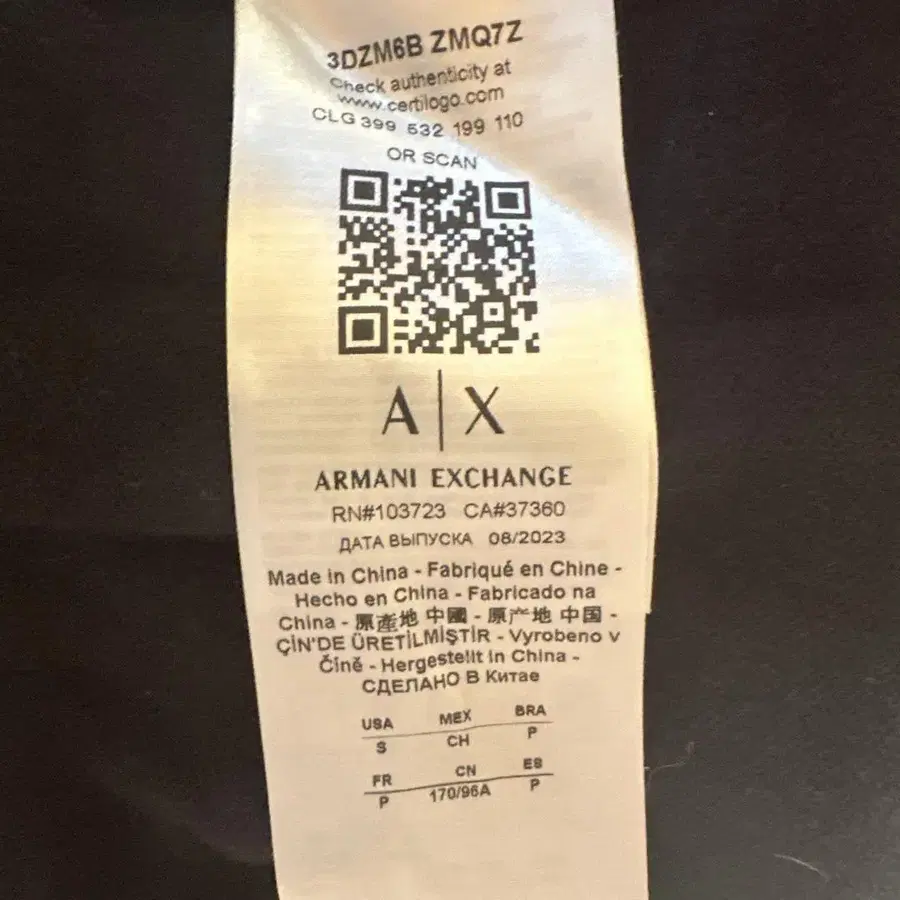 3DZM6B ZMQ7Z
Check authenticity at
www.certilogo.com
CLG 399 532 199 110
OR SCAN
A|X
ARMANI EXCHANGE
RN#103723 CA#37360
ДАТА ВЫПУСКА 08/2023
Made in China - Fabriqué en Chine -
Hecho en China - Fabricado na
China - 原產地 中國 - 原产地 中国 -
ÇİN'DE ÜRETİLMİŞTİR - Vyrobeno v
Číně - Hergestellt in China -
СДЕЛАНО В Китае
USA MEX BRA
S CH P
FR CN ES
P 170/96A P